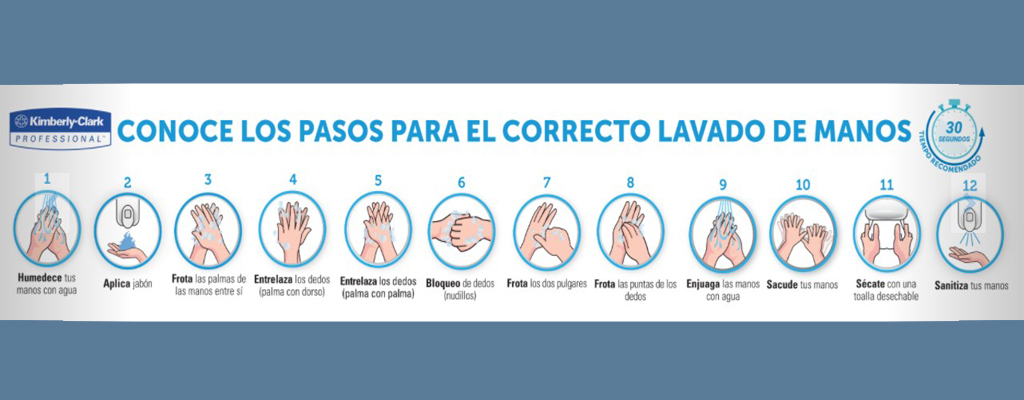 Kimberly-Clark
PROFESSIONAL™
CONOCE LOS PASOS PARA EL CORRECTO LAVADO DE MANOS
30
SEGUNDOS
TIEMPO RECOMENDADO
1
Humedece tus
manos con agua
2
Aplica jabón
3
Frota las palmas de
las manos entre sí
4
Entrelaza los dedos
(palma con dorso)
5
Entrelaza los dedos
(palma con palma)
6
Bloqueo de dedos
(nudillos)
7
Frota los dos pulgares
8
Frota las puntas de los
dedos
9
Enjuaga las manos
con agua
10
Sacude tus manos
11
Sécate con una
toalla desechable
12
Sanitiza tus manos